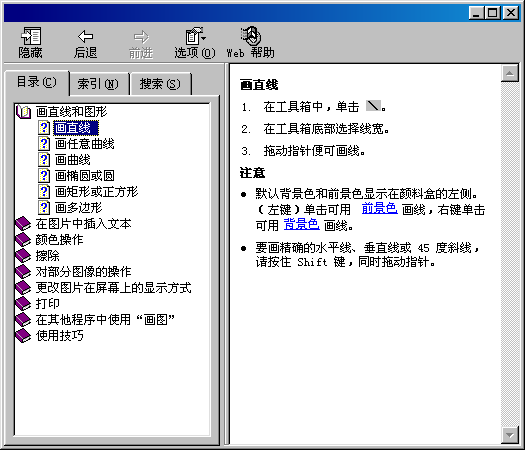 隐藏 后退 前进 选项(O) Web 帮助
目录(C) 索引(N) 搜索(S)
画直线和图形
画直线
画任意曲线
画曲线
画椭圆或圆
画矩形或正方形
画多边形
在图片中插入文本
颜色操作
擦除
对部分图像的操作
更改图片在屏幕上的显示方式
打印
在其他程序中使用“画图”
使用技巧
画直线
1. 在工具箱中，单击 。
2. 在工具箱底部选择线宽。
3. 拖动指针便可画线。
注意
• 默认背景色和前景色显示在颜料盒的左侧。
（左键）单击可用 前景色 画线，右键单击
可用背景色 画线。
• 要画精确的水平线、垂直线或 45 度斜线，
请按住 Shift 键，同时拖动指针。